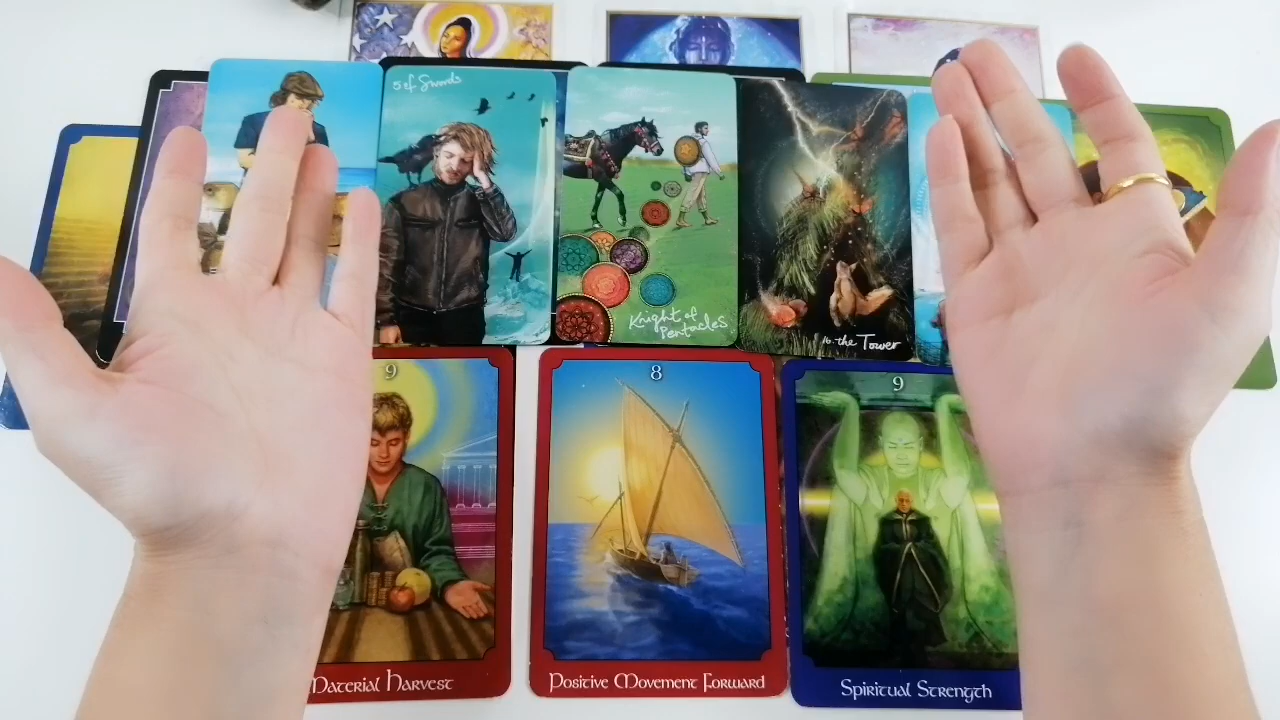 5 of Swords
Knight of
Pentacles
16. the Tower
9
8
9
Material Harvest
Positive Movement Forward
Spiritual Strength